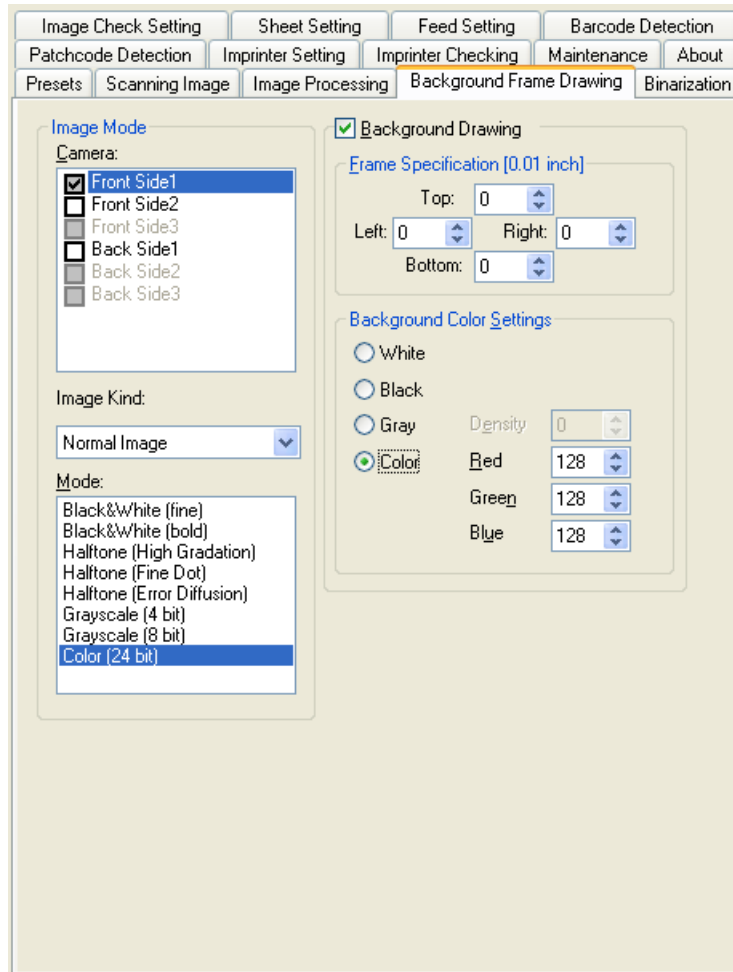 Image Check Setting Sheet Setting Feed Setting Barcode Detection
Patchcode Detection Imprinter Setting Imprinter Checking Maintenance About
Presets Scanning Image Image Processing Background Frame Drawing Binarization
Image Mode
Camera:
Front Side1
Front Side2
Front Side3
Back Side1
Back Side2
Back Side3
Image Kind:
Normal Image
Mode:
Black&White (fine)
Black&White (bold)
Halftone (High Gradation)
Halftone (Fine Dot)
Halftone (Error Diffusion)
Grayscale (4 bit)
Grayscale (8 bit)
Color (24 bit)
Background Drawing
Frame Specification [0.01 inch]
Top: 0
Left: 0 Right: 0
Bottom: 0
Background Color Settings
White
Black
Gray Density 0
Color Red 128
Green 128
Blue 128